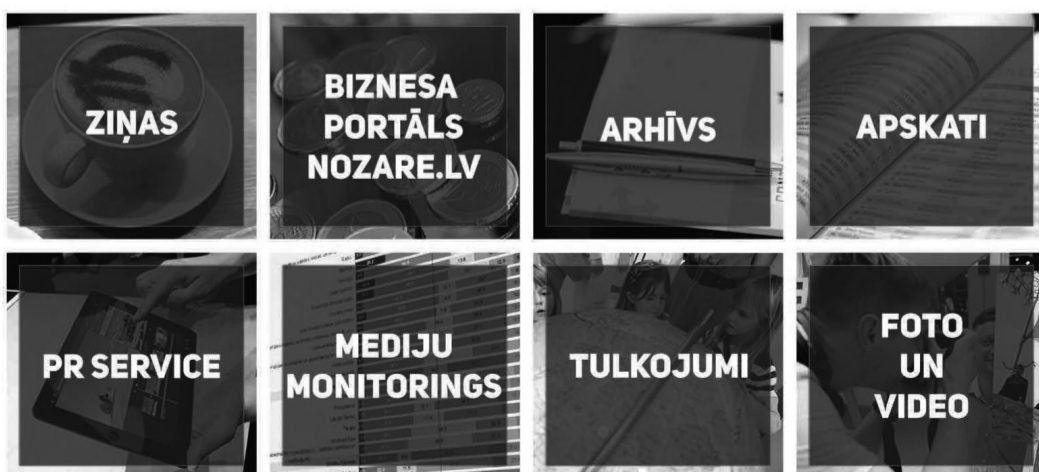 ZIŅAS
BIZNESA
PORTĀLS
NOZARE.LV
ARHĪVS
APSKATI
PR SERVICE
MEDIJU
MONITORINGS
TULKOJUMI
FOTO
UN
VIDEO